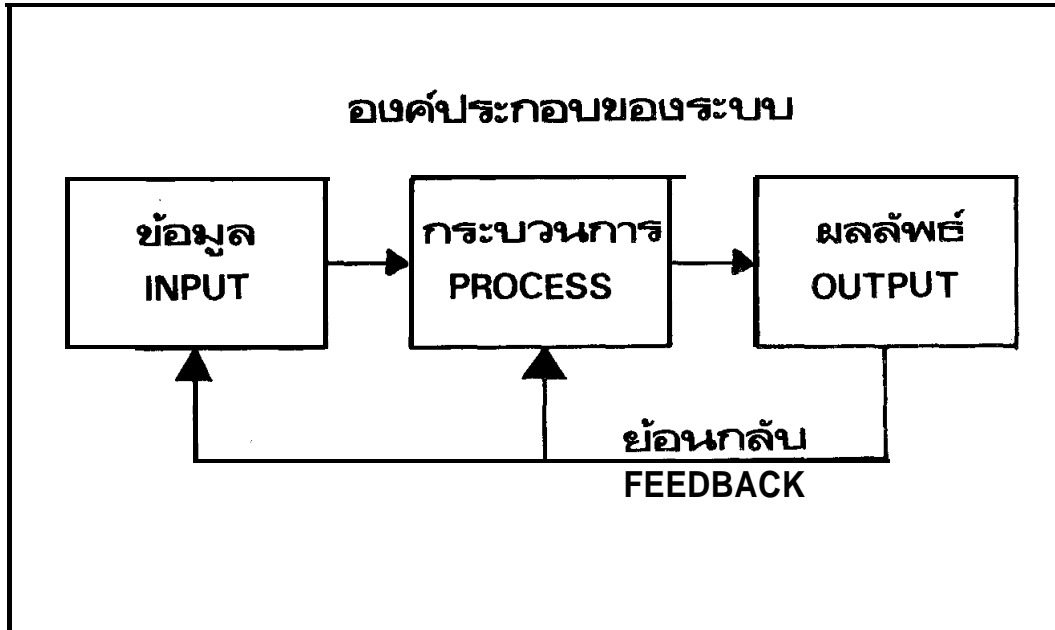 องค์ประกอบของระบบ
ข้อมูล
INPUT
กระบวนการ
PROCESS
ผลลัพธ์
OUTPUT
ย้อนกลับ
FEEDBACK